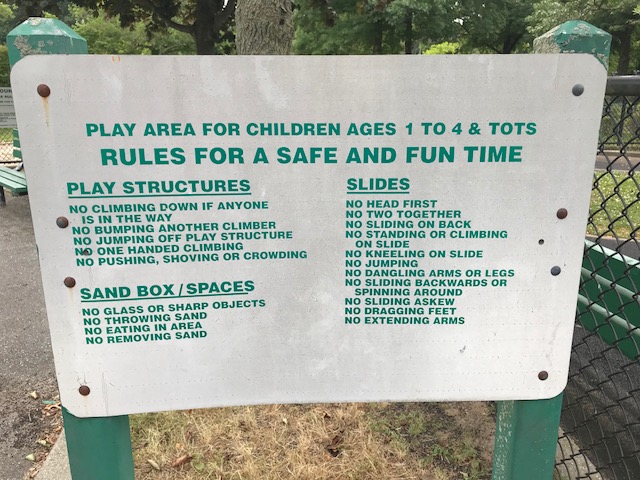 PLAY AREA FOR CHILDREN AGES 1 TO 4 & TOTS
RULES FOR A SAFE AND FUN TIME
PLAY STRUCTURES
NO CLIMBING DOWN IF ANYONE
IS IN THE WAY
NO BUMPING ANOTHER CLIMBER
NO JUMPING OFF PLAY STRUCTURE
NO ONE HANDED CLIMBING
NO PUSHING, SHOVING OR CROWDING
SAND BOX/SPACES
NO GLASS OR SHARP OBJECTS
NO THROWING SAND
NO EATING IN AREA
NO REMOVING SAND
SLIDES
NO HEAD FIRST
NO TWO TOGETHER
NO SLIDING ON BACK
NO STANDING OR CLIMBING
ON SLIDE
NO KNEELING ON SLIDE
NO JUMPING
NO DANGLING ARMS OR LEGS
NO SLIDING BACKWARDS OR
SPINNING AROUND
NO SLIDING ASKEW
NO DRAGGING FEET
NO EXTENDING ARMS